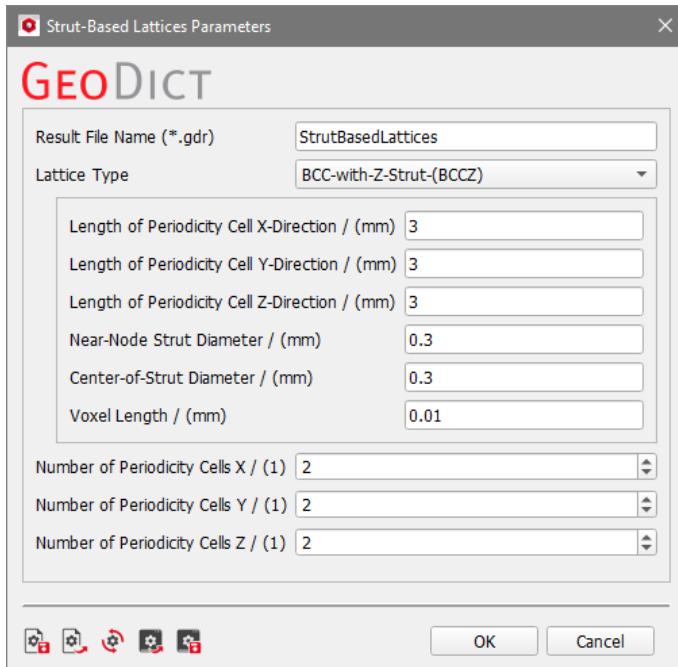 Strut-Based Lattices Parameters
GEODICT
Result File Name (*.gdr) StrutBasedLattices
Lattice Type BCC-with-Z-Strut-(BCCZ)
Length of Periodicity Cell X-Direction / (mm) 3
Length of Periodicity Cell Y-Direction / (mm) 3
Length of Periodicity Cell Z-Direction / (mm) 3
Near-Node Strut Diameter / (mm) 0.3
Center-of-Strut Diameter / (mm) 0.3
Voxel Length / (mm) 0.01
Number of Periodicity Cells X / (1) 2
Number of Periodicity Cells Y / (1) 2
Number of Periodicity Cells Z / (1) 2
OK Cancel